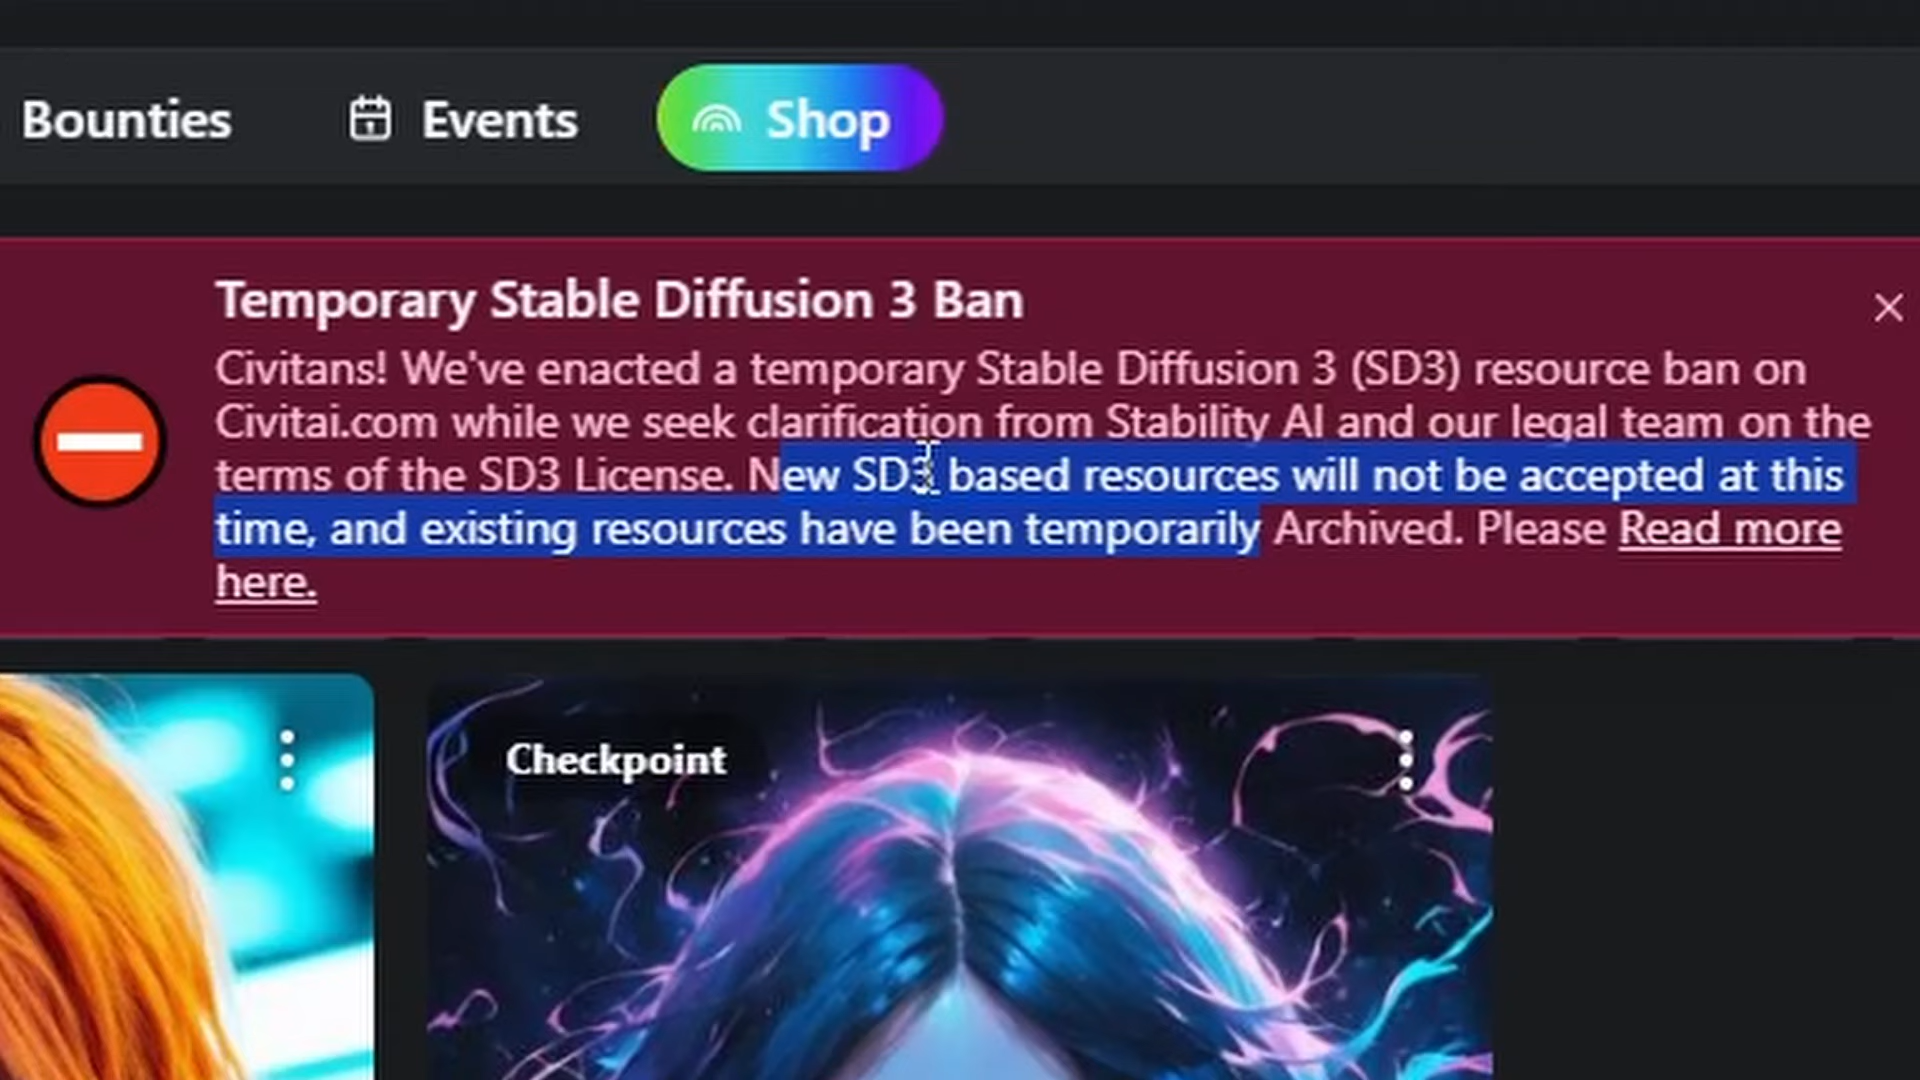 Bounties
Events
Shop
Temporary Stable Diffusion 3 Ban
Civitans! We've enacted a temporary Stable Diffusion 3 (SD3) resource ban on
Civitai.com while we seek clarification from Stability AI and our legal team on the
terms of the SD3 License. New SD3 based resources will not be accepted at this
time, and existing resources have been temporarily Archived. Please Read more
here.
Checkpoint